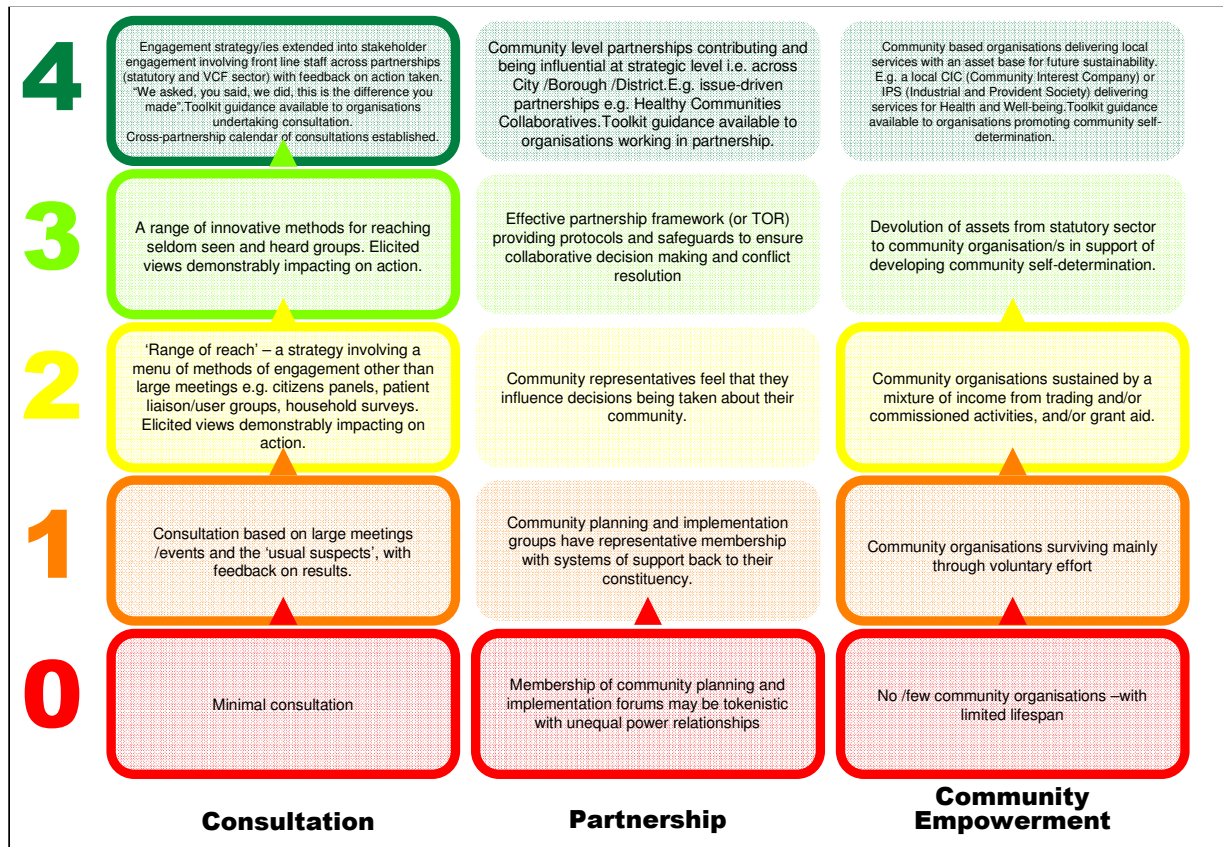 4
Engagement strategy/ies extended into stakeholder
engagement involving front line staff across partnerships
(statutory and VCF sector) with feedback on action taken.
"We asked, you said, we did, this is the difference you
made".Toolkit guidance available to organisations
undertaking consultation.
Cross-partnership calendar of consultations established.
Community level partnerships contributing and
being influential at strategic level i.e. across
City /Borough /District.E.g. issue-driven
partnerships e.g. Healthy Communities
Collaboratives.Toolkit guidance available to
organisations working in partnership.
Community based organisations delivering local
services with an asset base for future sustainability.
E.g. a local CIC (Community Interest Company) or
IPS (Industrial and Provident Society) delivering
services for Health and Well-being.Toolkit guidance
available to organisations promoting community self-
determination.
3
A range of innovative methods for reaching
seldom seen and heard groups. Elicited
views demonstrably impacting on action.
Effective partnership framework (or TOR)
providing protocols and safeguards to ensure
collaborative decision making and conflict
resolution
Devolution of assets from statutory sector
to community organisation/s in support of
developing community self-determination.
2
‘Range of reach’ – a strategy involving a
menu of methods of engagement other than
large meetings e.g. citizens panels, patient
liaison/user groups, household surveys.
Elicited views demonstrably impacting on
action.
Community representatives feel that they
influence decisions being taken about their
community.
Community organisations sustained by a
mixture of income from trading and/or
commissioned activities, and/or grant aid.
1
Consultation based on large meetings
/events and the ‘usual suspects’, with
feedback on results.
Community planning and implementation
groups have representative membership
with systems of support back to their
constituency.
Community organisations surviving mainly
through voluntary effort
0
Minimal consultation
Membership of community planning and
implementation forums may be tokenistic
with unequal power relationships
No /few community organisations –with
limited lifespan
Consultation
Partnership
Community
Empowerment